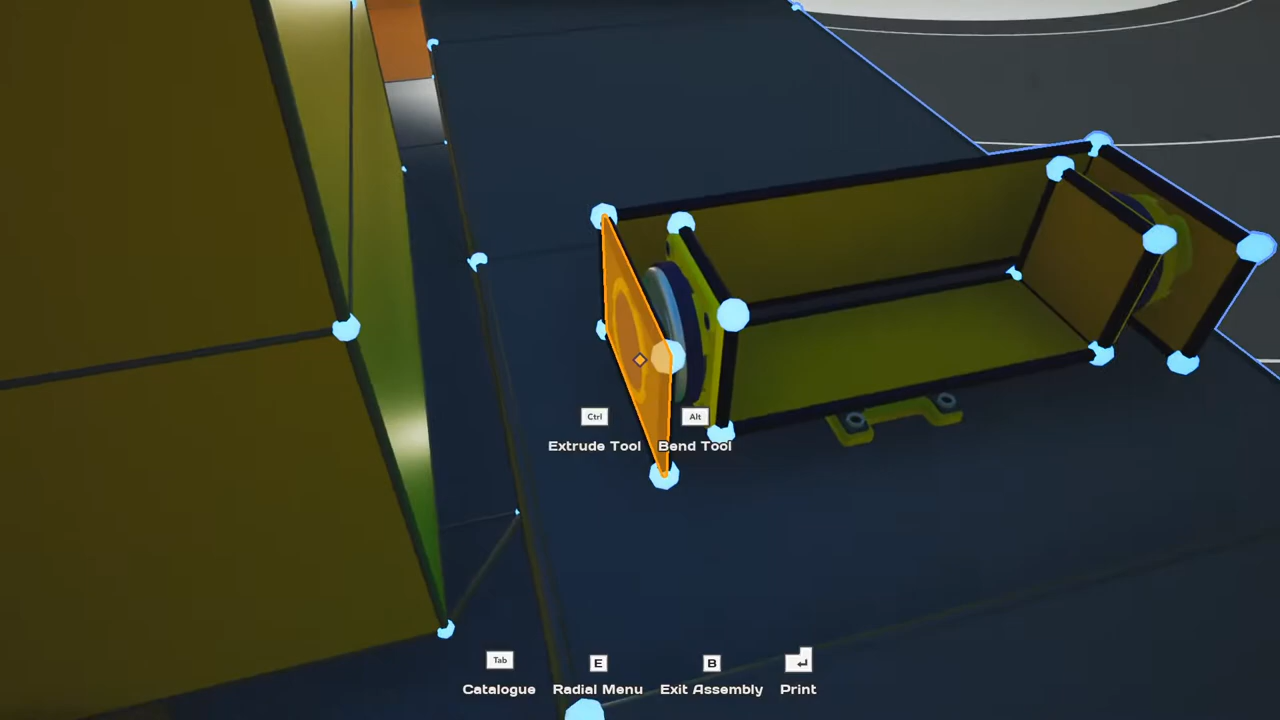 Ctrl Alt
Extrude Tool Bend Tool
Tab E B
Catalogue Radial Menu Exit Assembly Print